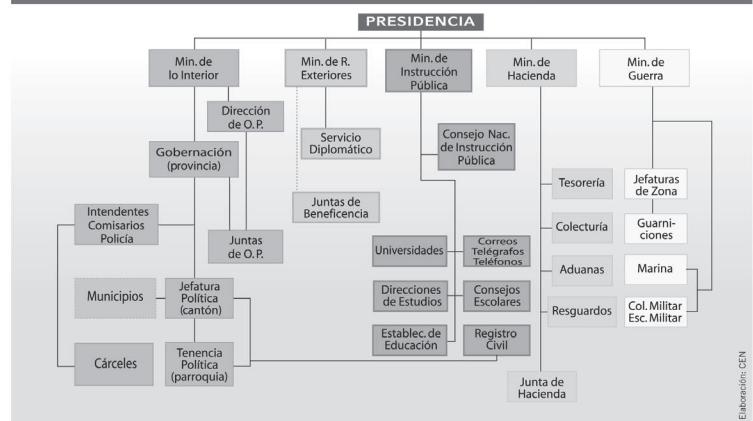 PRESIDENCIA
Min. de
lo Interior
Min. de R.
Exteriores
Min. de
Instrucción
Pública
Min. de
Hacienda
Min. de
Guerra
Dirección
de O. P.
Servicio
Diplomático
Consejo Nac.
de Instrucción
Pública
Gobernación
(provincia)
Tesorería
Jefaturas
de Zona
Juntas de
Beneficencia
Intendentes
Comisarios
Policía
Juntas
de O. P.
Universidades
Correos
Telégrafos
Teléfonos
Colecturía
Guarni-
ciones
Municipios
Jefatura
Política
(cantón)
Direcciones
de Estudios
Consejos
Escolares
Aduanas
Marina
Resguardos
Col. Militar
Esc. Militar
Cárceles
Tenencia
Política
(parroquia)
Establec. de
Educación
Registro
Civil
Junta de
Hacienda
Elaboración: CEN